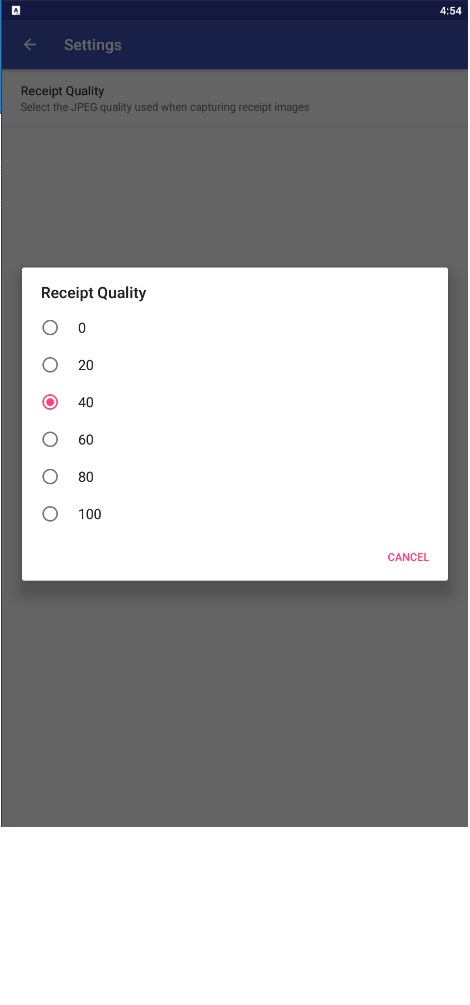 A
4:54
Settings
Receipt Quality
Select the JPEG quality used when capturing receipt images
Receipt Quality
0
20
40
60
80
100
CANCEL